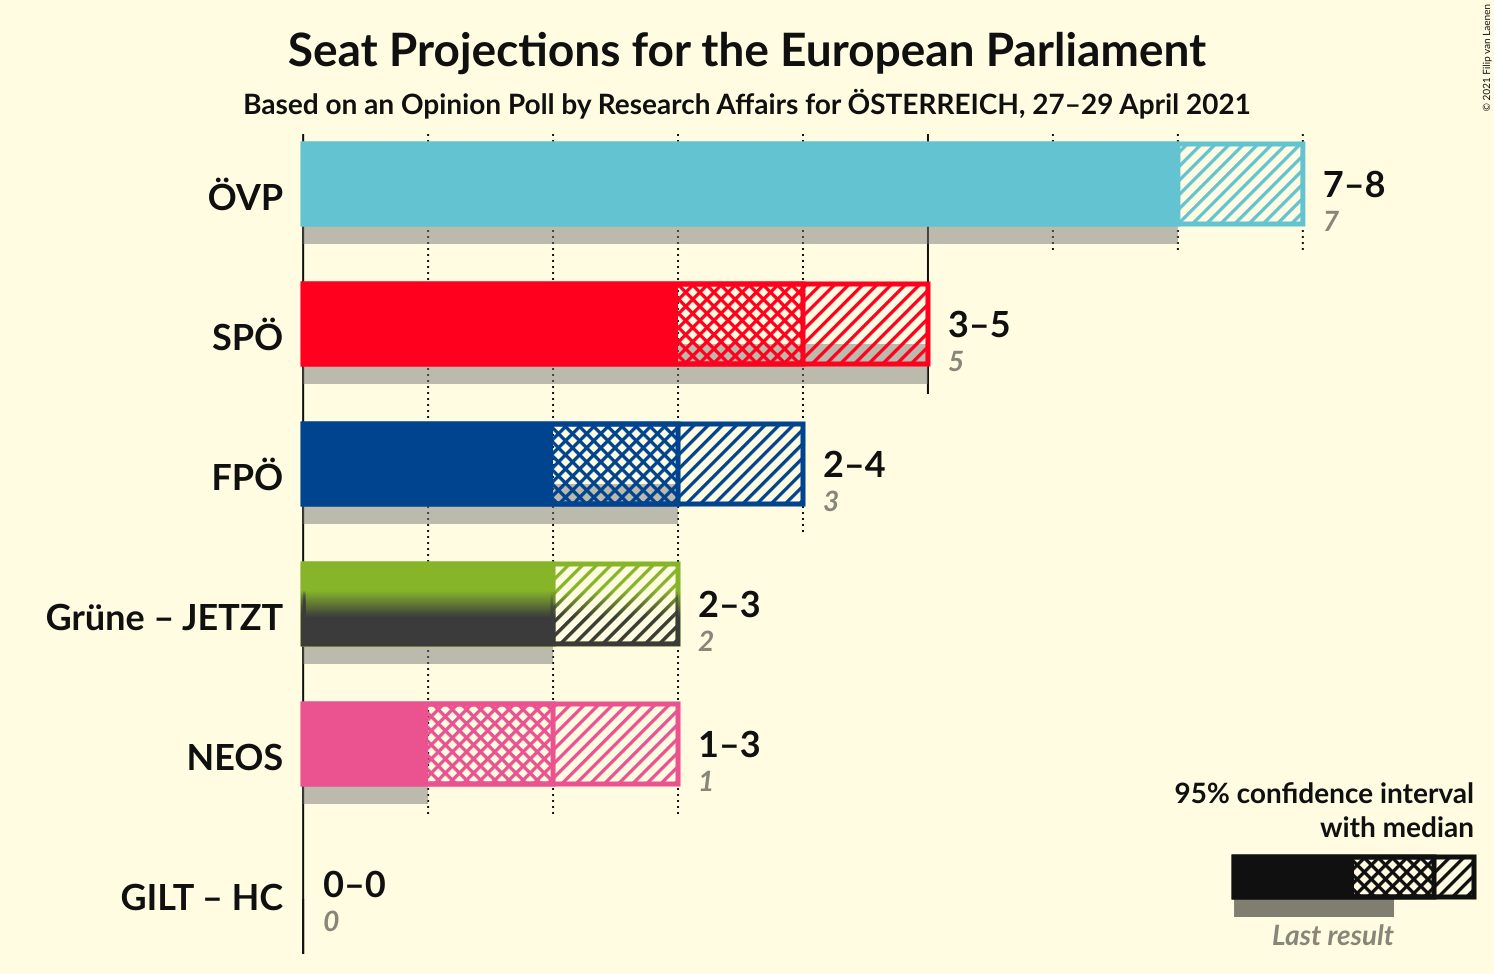 Seat Projections for the European Parliament
Based on an Opinion Poll by Research Affairs for ÖSTERREICH, 27–29 April 2021
© 2021 Filip van Laenen
ÖVP
7–8
7
SPÖ
3–5
5
FPÖ
2–4
3
Grüne – JETZT
2–3
2
NEOS
1–3
1
GILT – HC
0–0
0
95% confidence interval
with median
Last result